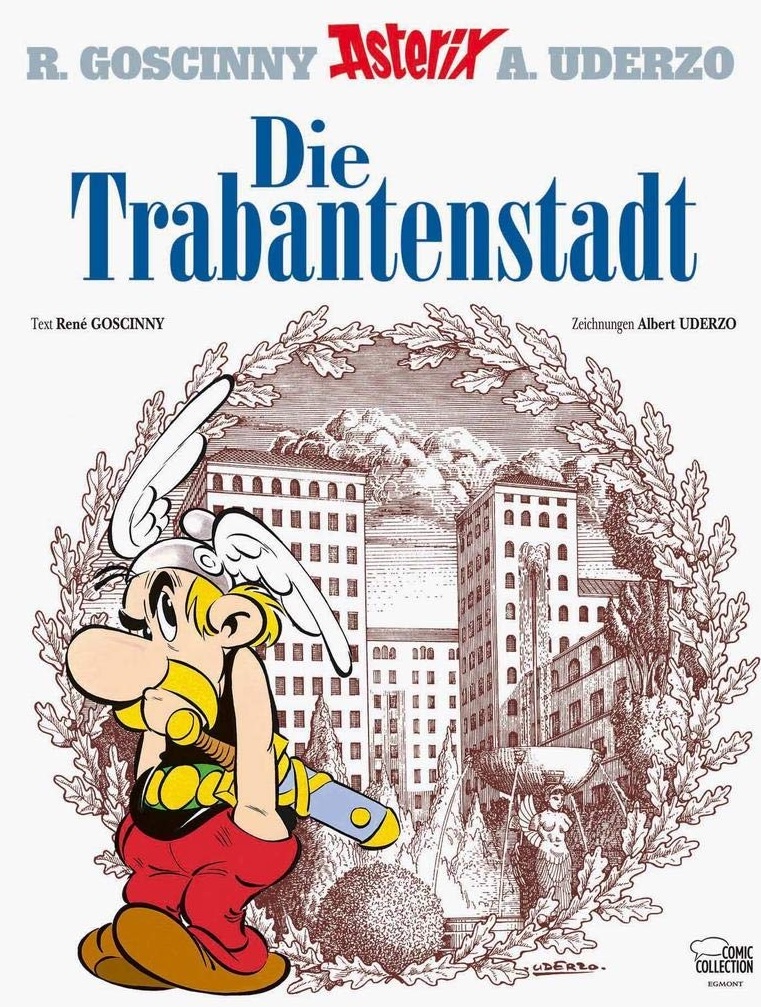 R. GOSCINNY Asterix A. UDERZO
Die
Trabantenstadt
Text René GOSCINNY
Zeichnungen Albert UDERZO
UDERZO.
COMIC
COLLECTION
EGMONT